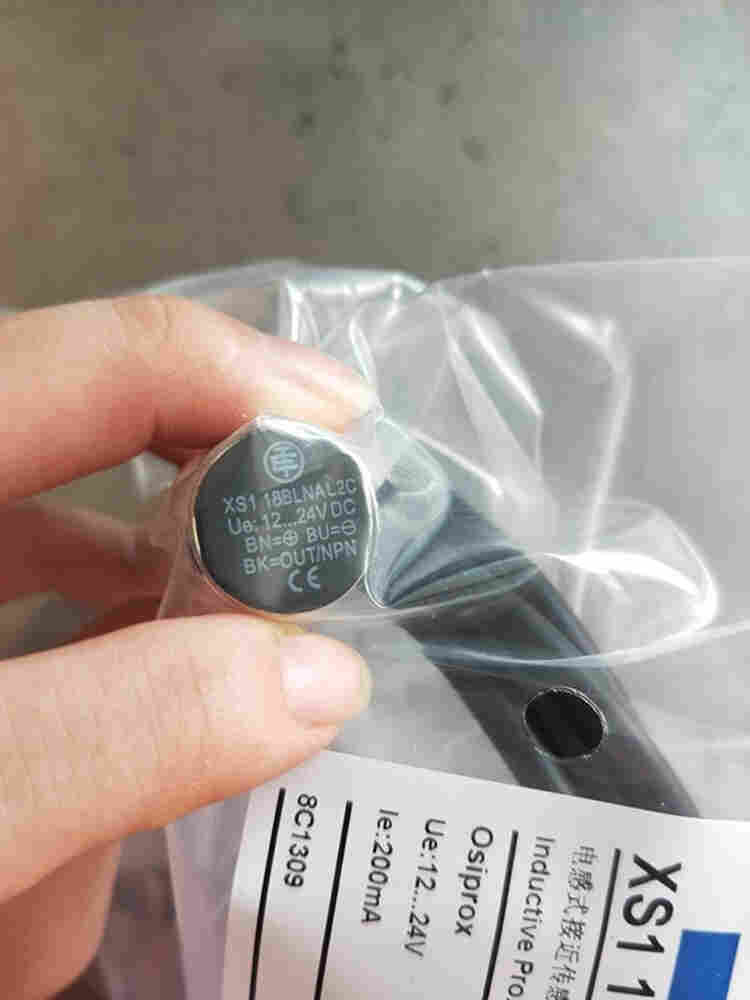 XS1 18BLNAL2C
Ue:12...24V DC
BN=⊕ BU=⊖
BK=OUT/NPN
CE
XS1 1
电感式接近传感
Inductive Pro
Osiprox
Ue:12...24V
Ie:200mA
8C1309